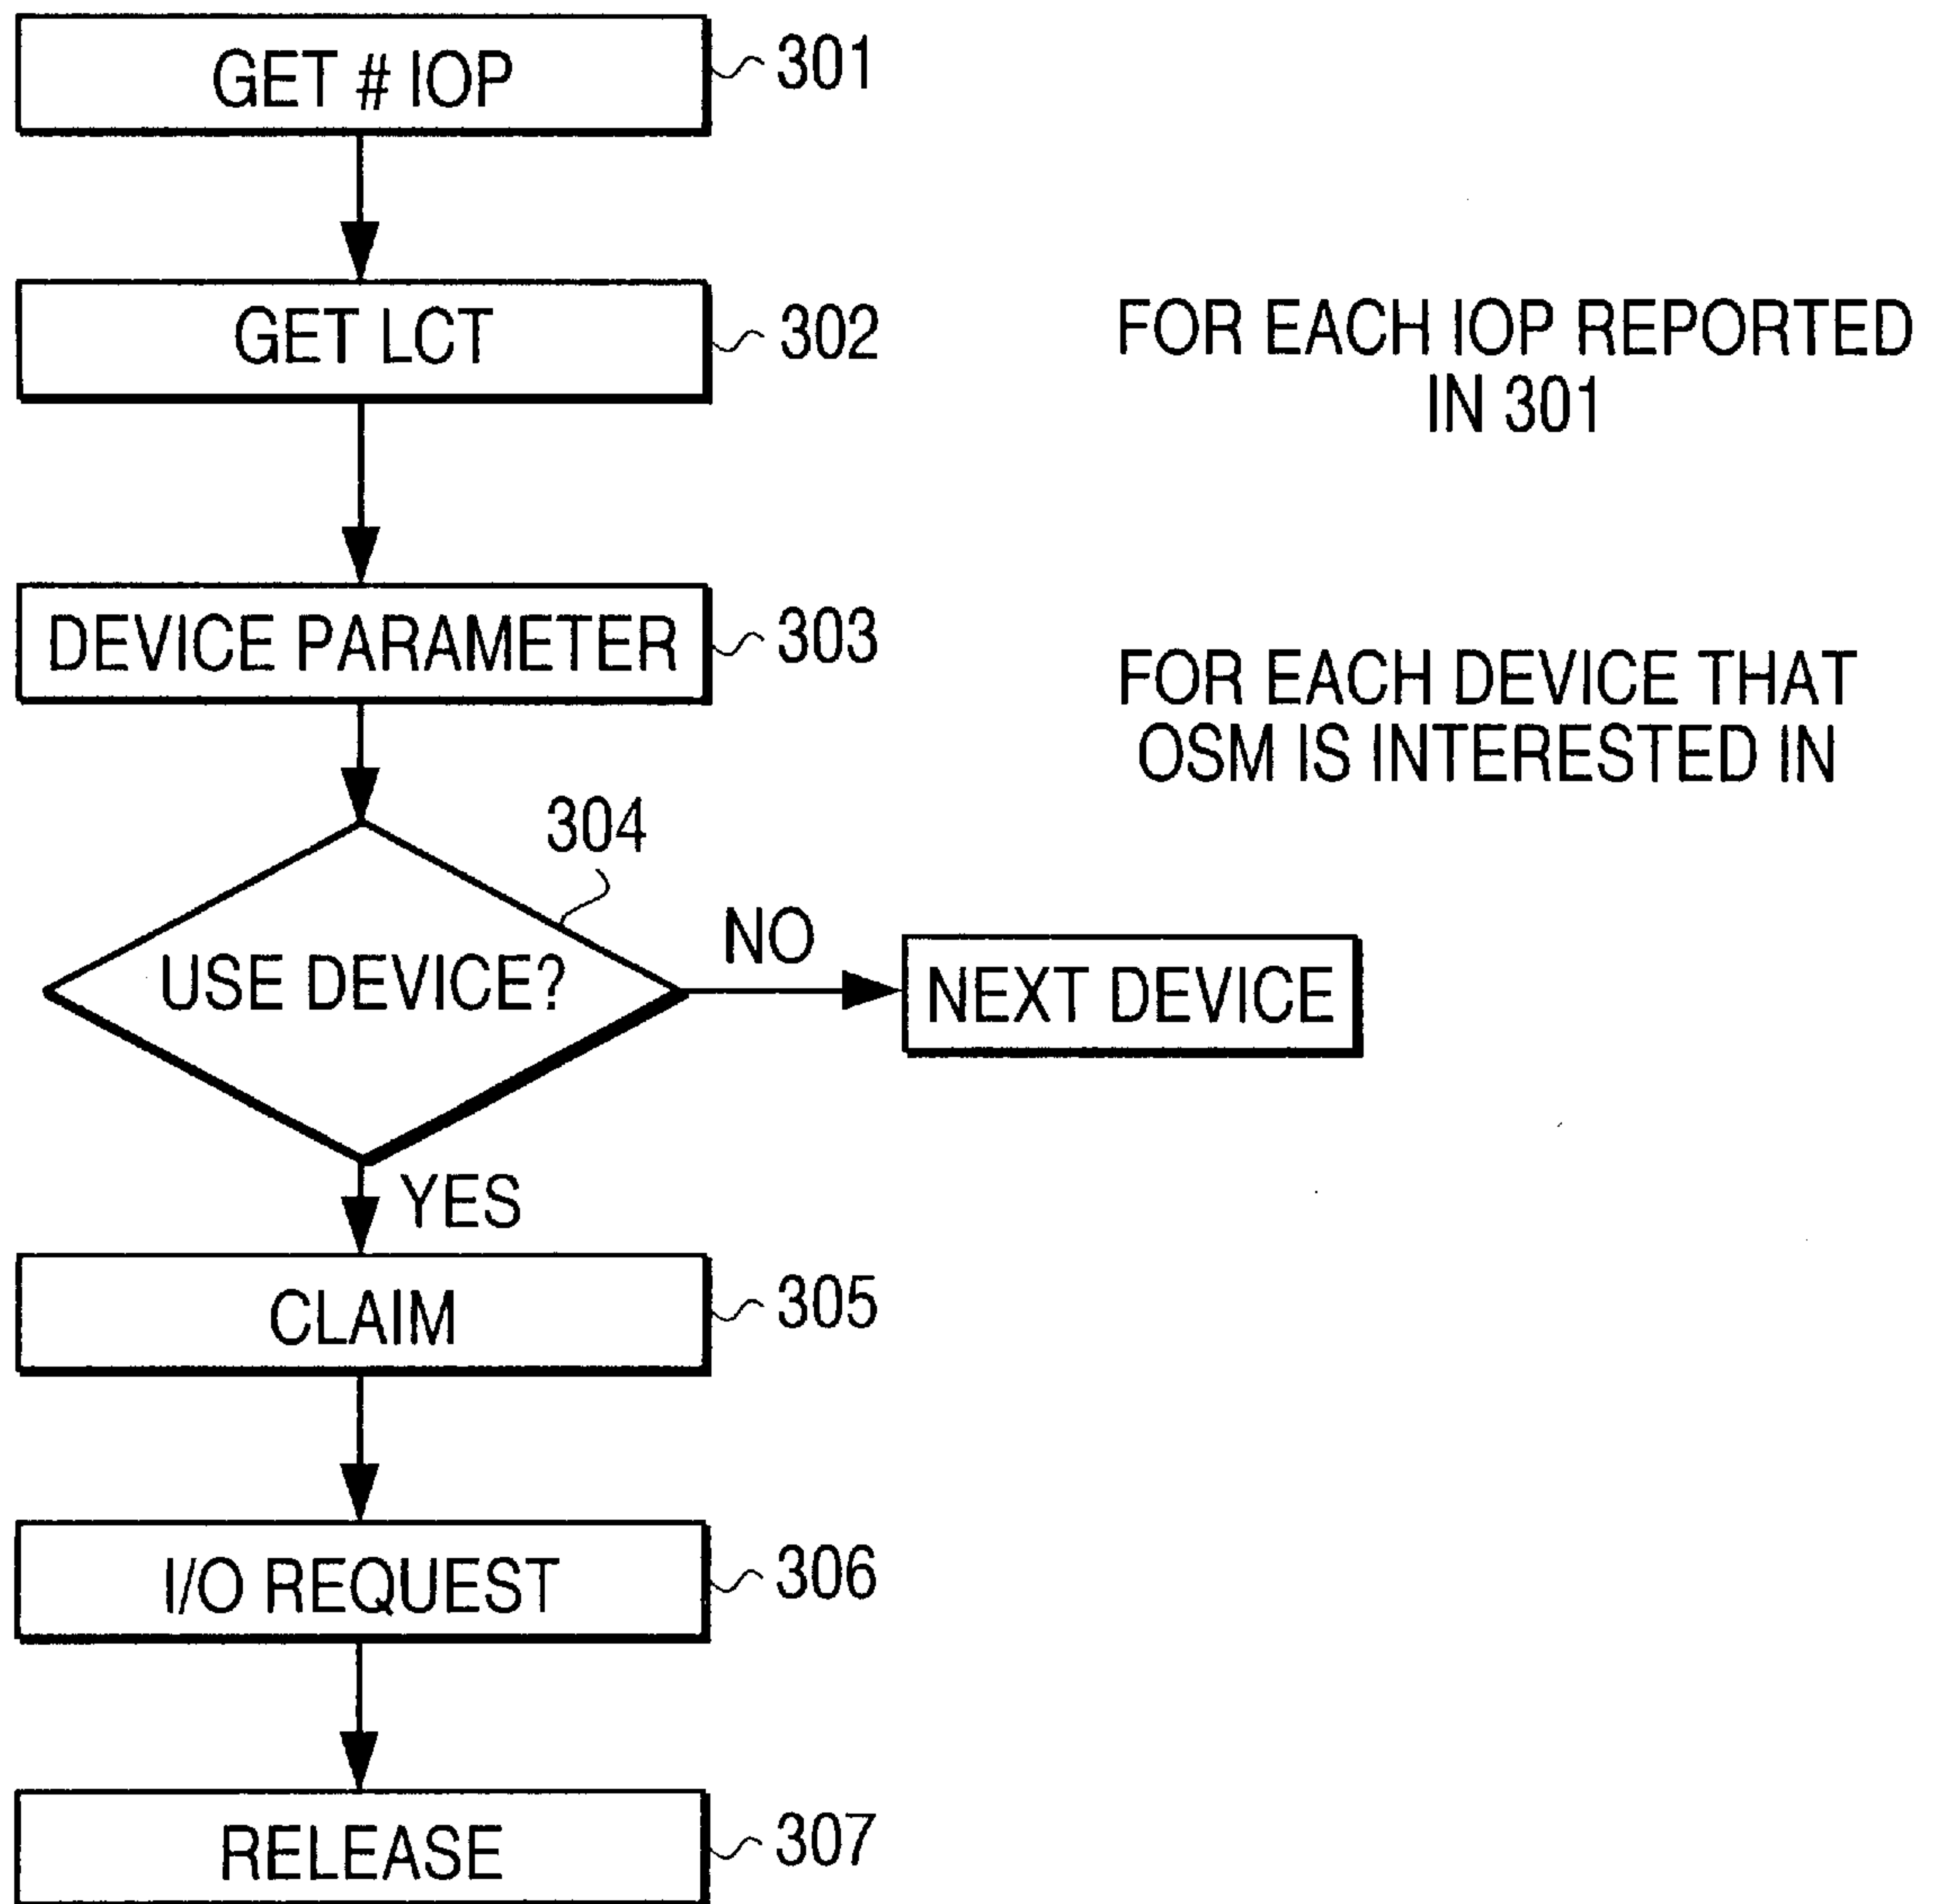 GET # IOP
301
GET LCT
302
FOR EACH IOP REPORTED
IN 301
DEVICE PARAMETER
303
FOR EACH DEVICE THAT
OSM IS INTERESTED IN
304
USE DEVICE?
NO
NEXT DEVICE
YES
CLAIM
305
I/O REQUEST
306
RELEASE
307